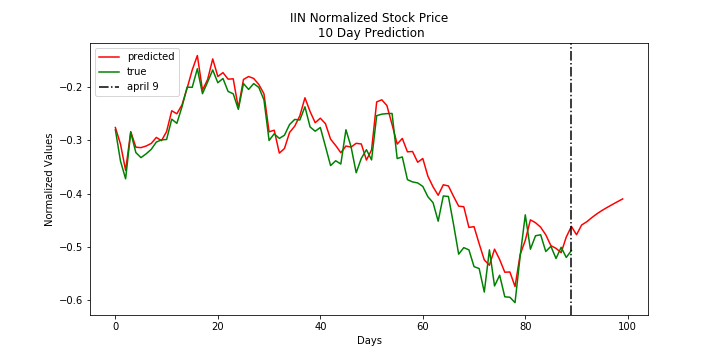 IIN Normalized Stock Price
10 Day Prediction
predicted
true
april 9
Normalized Values
−0.2
−0.3
−0.4
−0.5
−0.6
0
20
40
60
80
100
Days